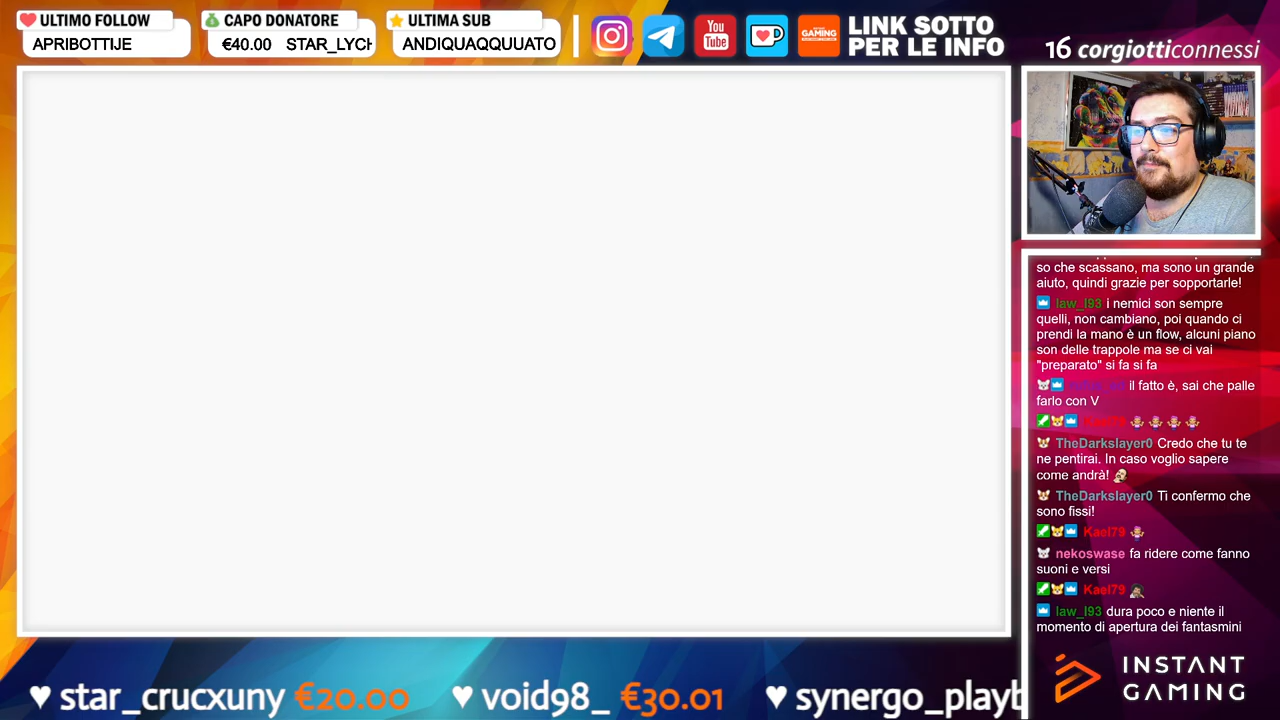 ULTIMO FOLLOW
APRIBOTTIJE
CAPO DONATORE
€40.00 STAR_LYCH
ULTIMA SUB
ANDIQUAQQUUATO
You
Tube
INSTANT
GAMING
LINK SOTTO
PER LE INFO
16 corgiotticonnessi
so che scassano, ma sono un grande
aiuto, quindi grazie per sopportarle!
law_l93 i nemici son sempre
quelli, non cambiano, poi quando ci
prendi la mano è un flow, alcuni piano
son delle trappole ma se ci vai
"preparato" si fa si fa
il fatto è, sai che palle
farlo con V
Kael79
TheDarkslayer0 Credo che tu te
ne pentirai. In caso voglio sapere
come andrà!
TheDarkslayer0 Ti confermo che
sono fissi!
Kael79
nekoswase fa ridere come fanno
suoni e versi
Kael79
law_l93 dura poco e niente il
momento di apertura dei fantasmini
INSTANT
GAMING
♥ star_crucxuny €20.00 ♥ void98_ €30.01 ♥ synergo_playb